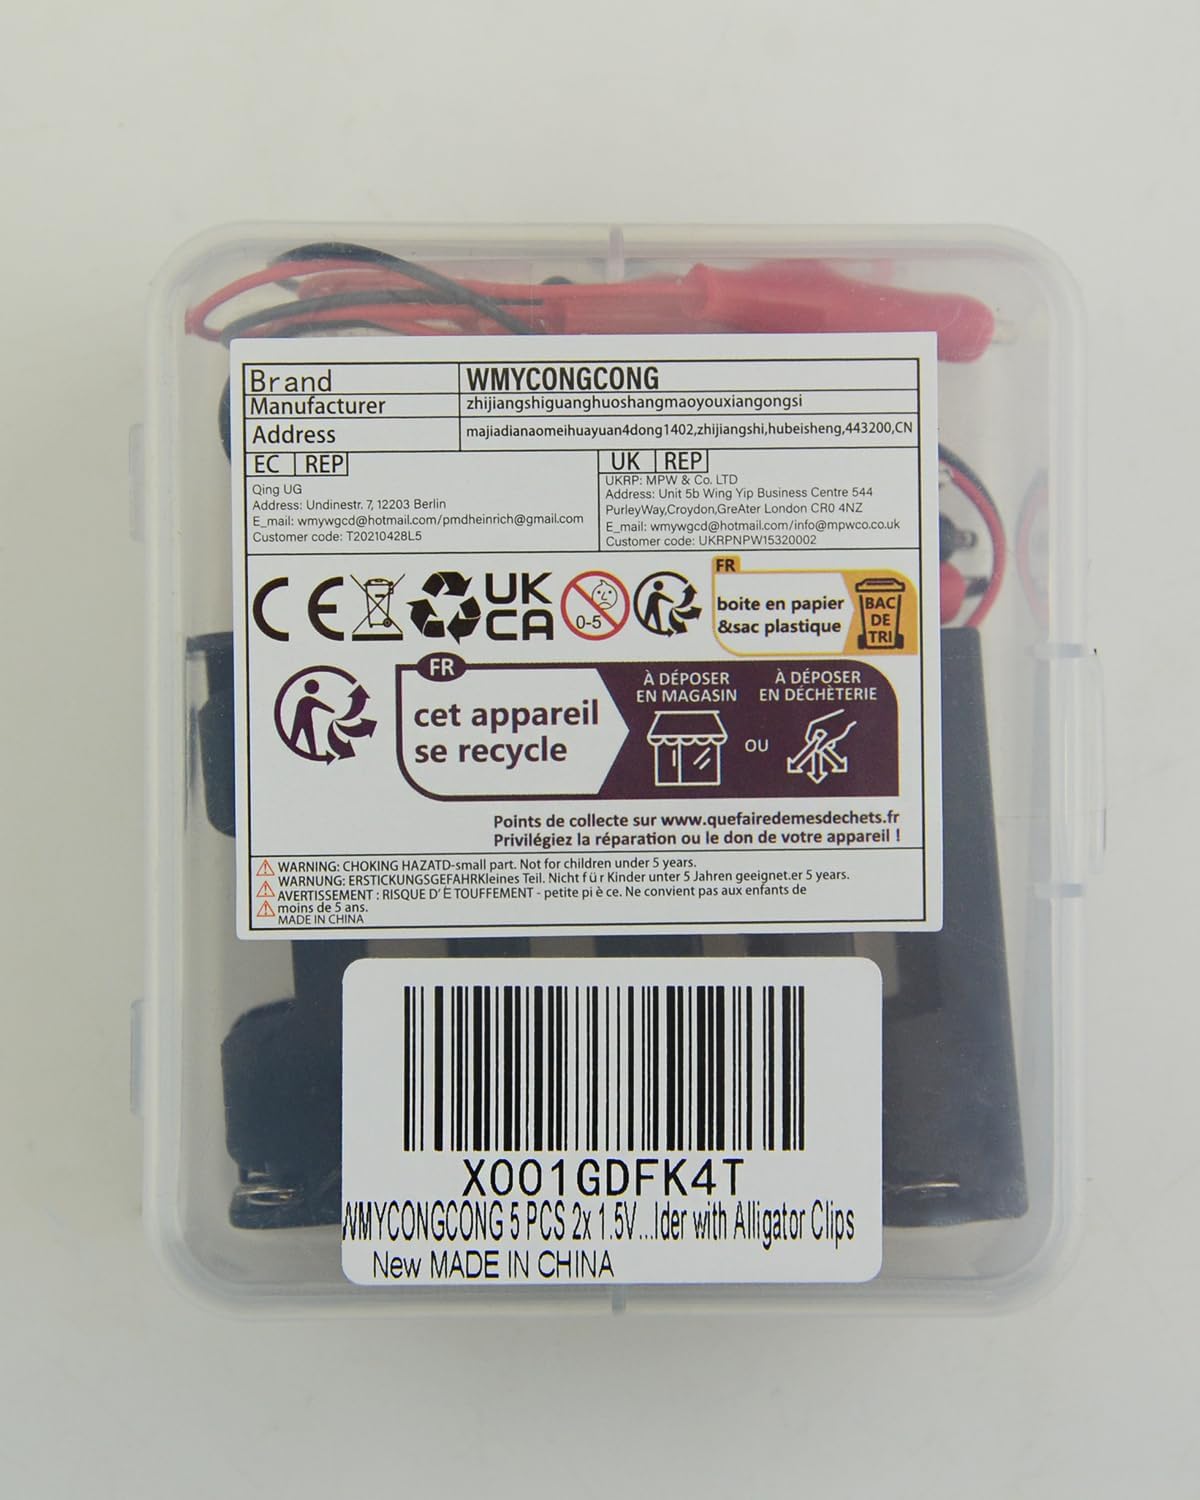 Brand WMYCONGCONG
Manufacturer zhijiangshiguanghuoshangmaoyouxiangongsi
Address majiadianaomeihuayuan4dong1402,zhijiangshi,hubeisheng,443200,CN
EC REP
Qing UG
Address: Undinestr. 7, 12203 Berlin
E_mail: wmywgcd@hotmail.com/pmdheinrich@gmail.com
Customer code: T20210428L5
UK REP
UKRP: MPW & Co. LTD
Address: Unit 5b Wing Yip Business Centre 544
PurleyWay,Croydon,GreAter London CR0 4NZ
E_mail: wmywgcd@hotmail.com/info@mpwco.co.uk
Customer code: UKRPNPW15320002
CE
UK
CA
0-5
FR
boite en papier
&sac plastique
BAC
DE
TRI
FR
cet appareil
se recycle
À DÉPOSER
EN MAGASIN
OU
À DÉPOSER
EN DÉCHÈTERIE
Points de collecte sur www.quefairedemesdechets.fr
Privilégiez la réparation ou le don de votre appareil !
WARNING: CHOKING HAZATD-small part. Not for children under 5 years.
WARNUNG: ERSTICKUNGSGEFAHRKleines Teil. Nicht für Kinder unter 5 Jahren geeignet.er 5 years.
AVERTISSEMENT : RISQUE D'ÉTOUFFEMENT - petite pièce. Ne convient pas aux enfants de
moins de 5 ans.
MADE IN CHINA
X001GDFK4T
WMYCONGCONG 5 PCS 2x 1.5V...lder with Alligator Clips
New MADE IN CHINA